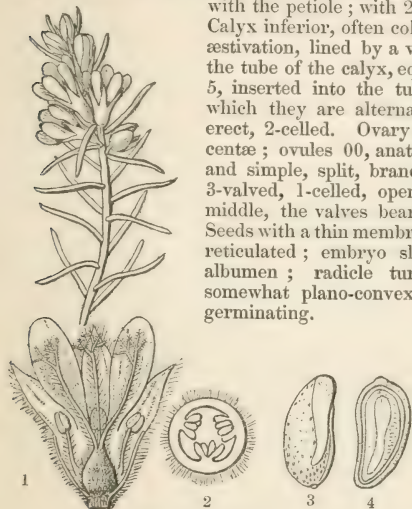 with the petiole ; with 2
Calyx inferior, often col
æstivation, lined by a v
the tube of the calyx, eq
5, inserted into the tu
which they are alterna
erect, 2-celled. Ovary
centæ ; ovules 00, anat
and simple, split, branc
3-valved, 1-celled, open
middle, the valves bear
Seeds with a thin membr
reticulated ; embryo sl
albumen ; radicle tur
somewhat plano-convex
germinating.
1
2
3
4